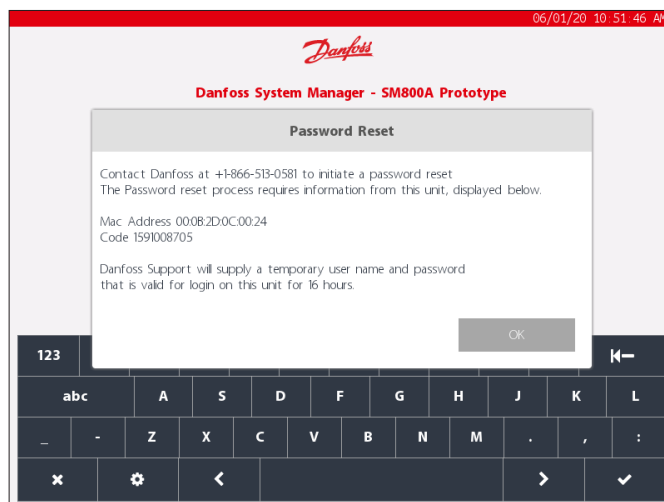 06/01/20 10:51:46 AM
Danfoss
Danfoss System Manager - SM800A Prototype
Password Reset
Contact Danfoss at +1-866-513-0581 to initiate a password reset
The Password reset process requires information from this unit, displayed below.
Mac Address 00:0B:2D:0C:00:24
Code 1591008705
Danfoss Support will supply a temporary user name and password
that is valid for login on this unit for 16 hours.
OK
123
abc A S D F G H J K L
_ - Z X C V B N M . , :